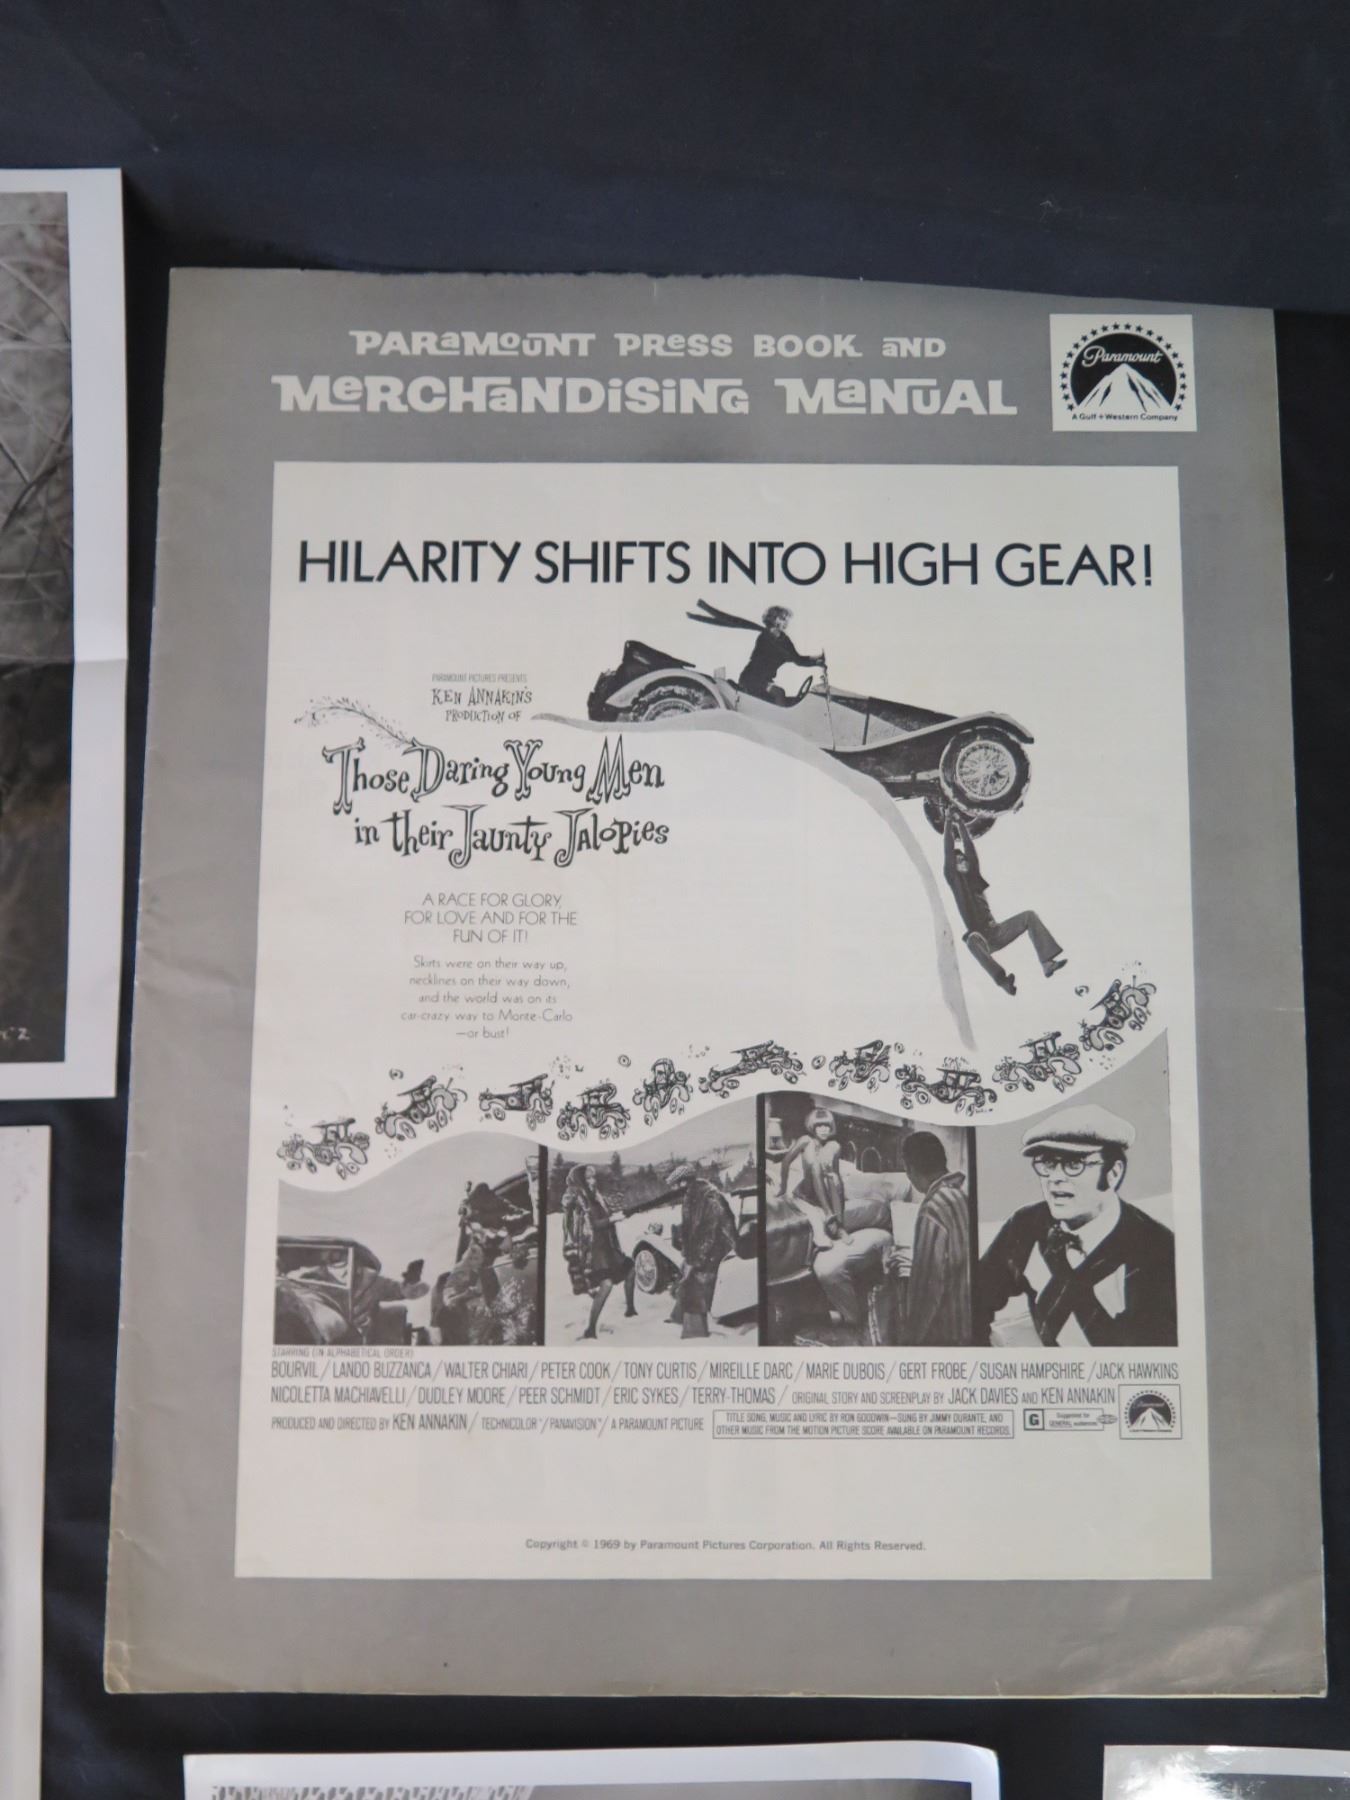 PARAMOUNT PRESS BOOK AND
MERCHANDISING MANUAL
Paramount
A Gulf + Western Company
HILARITY SHIFTS INTO HIGH GEAR!
PARAMOUNT PICTURES PRESENTS
KEN ANNAKIN'S
PRODUCTION OF
Those Daring Young Men
in their Jaunty Jalopies
A RACE FOR GLORY,
FOR LOVE AND FOR THE
FUN OF IT!
Skirts were on their way up,
necklines on their way down,
and the world was on its
car-crazy way to Monte-Carlo
—or bust!
STARRING (IN ALPHABETICAL ORDER)
BOURVIL / LANDO BUZZANCA / WALTER CHIARI / PETER COOK / TONY CURTIS / MIREILLE DARC / MARIE DUBOIS / GERT FROBE / SUSAN HAMPSHIRE / JACK HAWKINS
NICOLETTA MACHIAVELLI / DUDLEY MOORE / PEER SCHMIDT / ERIC SYKES / TERRY-THOMAS / ORIGINAL STORY AND SCREENPLAY BY JACK DAVIES AND KEN ANNAKIN
PRODUCED AND DIRECTED BY KEN ANNAKIN / TECHNICOLOR® / PANAVISION® / A PARAMOUNT PICTURE
TITLE SONG, MUSIC AND LYRIC BY RON GOODWIN—SUNG BY JIMMY DURANTE, AND
OTHER MUSIC FROM THE MOTION PICTURE SCORE AVAILABLE ON PARAMOUNT RECORDS.
G
Suggested for
GENERAL audiences
Paramount
Copyright © 1969 by Paramount Pictures Corporation. All Rights Reserved.